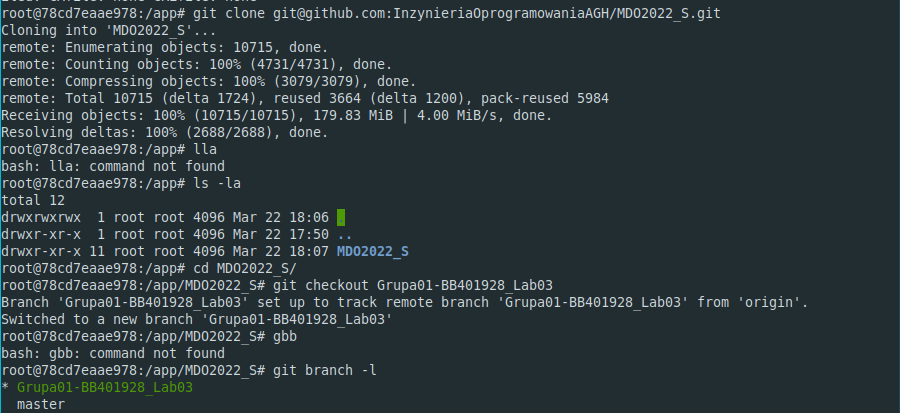 root@78cd7eaae978:/app# git clone git@github.com:InzynieriaOprogramowaniaAGH/MDO2022_S.git
Cloning into 'MDO2022_S'...
remote: Enumerating objects: 10715, done.
remote: Counting objects: 100% (4731/4731), done.
remote: Compressing objects: 100% (3079/3079), done.
remote: Total 10715 (delta 1724), reused 3664 (delta 1200), pack-reused 5984
Receiving objects: 100% (10715/10715), 179.83 MiB | 4.00 MiB/s, done.
Resolving deltas: 100% (2688/2688), done.
root@78cd7eaae978:/app# lla
bash: lla: command not found
root@78cd7eaae978:/app# ls -la
total 12
drwxrwxrwx  1 root root 4096 Mar 22 18:06 .
drwxr-xr-x  1 root root 4096 Mar 22 17:50 ..
drwxr-xr-x 11 root root 4096 Mar 22 18:07 MDO2022_S
root@78cd7eaae978:/app# cd MDO2022_S/
root@78cd7eaae978:/app/MDO2022_S# git checkout Grupa01-BB401928_Lab03
Branch 'Grupa01-BB401928_Lab03' set up to track remote branch 'Grupa01-BB401928_Lab03' from 'origin'.
Switched to a new branch 'Grupa01-BB401928_Lab03'
root@78cd7eaae978:/app/MDO2022_S# gbb
bash: gbb: command not found
root@78cd7eaae978:/app/MDO2022_S# git branch -l
* Grupa01-BB401928_Lab03
  master